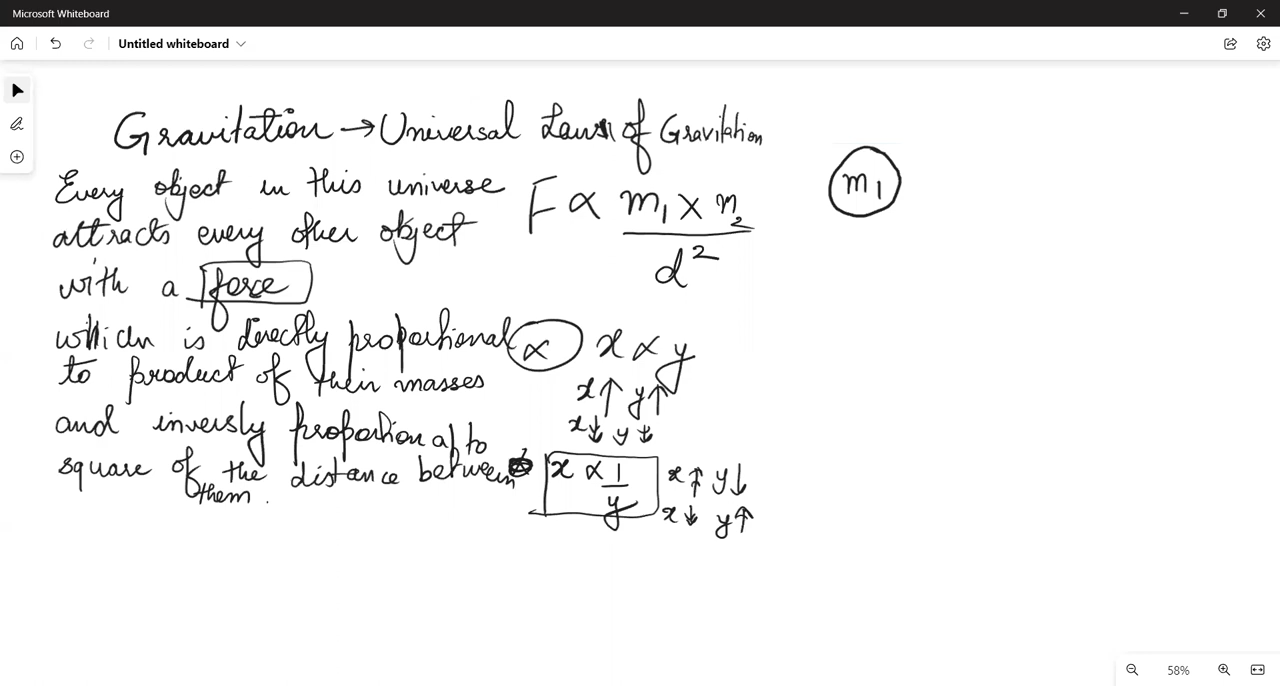 Microsoft Whiteboard
Untitled whiteboard
Gravitation → Universal Law of Gravitation
Every object in this universe
attracts every other object
with a force
which is directly proportional
to product of their masses
and inversly proportional to
square of the distance between
them.
F ∝ m₁ × m₂
d²
∝ x ∝ y
x↑ y↑
x↓ y↓
x ∝ 1/y
x↑ y↓
x↓ y↑
m₁
58%